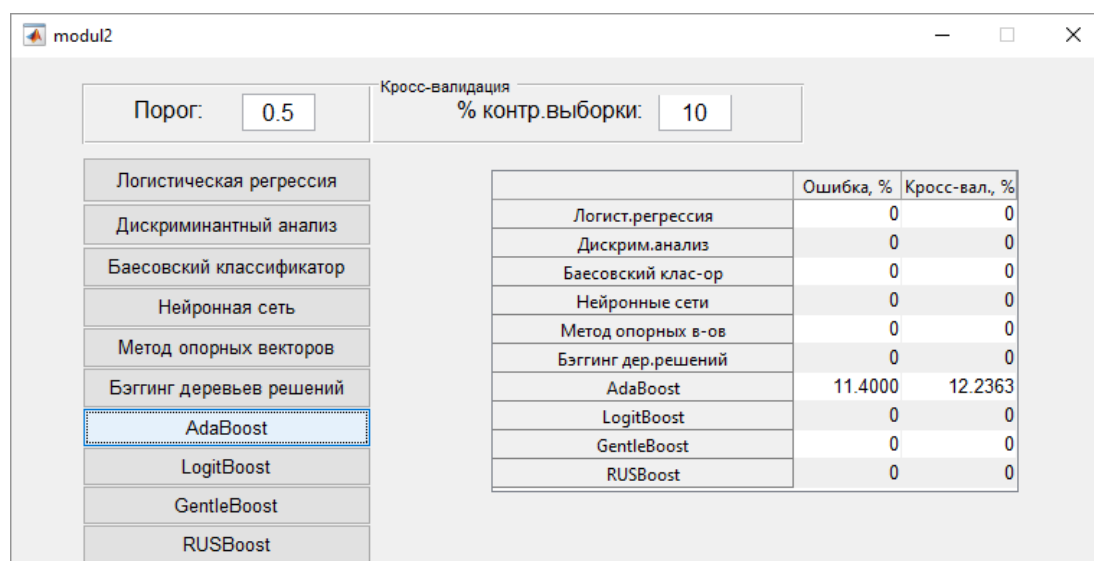 modul2
Кросс-валидация
Порог: 0.5 % контр.выборки: 10
Логистическая регрессия
Дискриминантный анализ
Баесовский классификатор
Нейронная сеть
Метод опорных векторов
Бэггинг деревьев решений
AdaBoost
LogitBoost
GentleBoost
RUSBoost
Ошибка, % Кросс-вал., %
Логист.регрессия 0 0
Дискрим.анализ 0 0
Баесовский клас-ор 0 0
Нейронные сети 0 0
Метод опорных в-ов 0 0
Бэггинг дер.решений 0 0
AdaBoost 11.4000 12.2363
LogitBoost 0 0
GentleBoost 0 0
RUSBoost 0 0